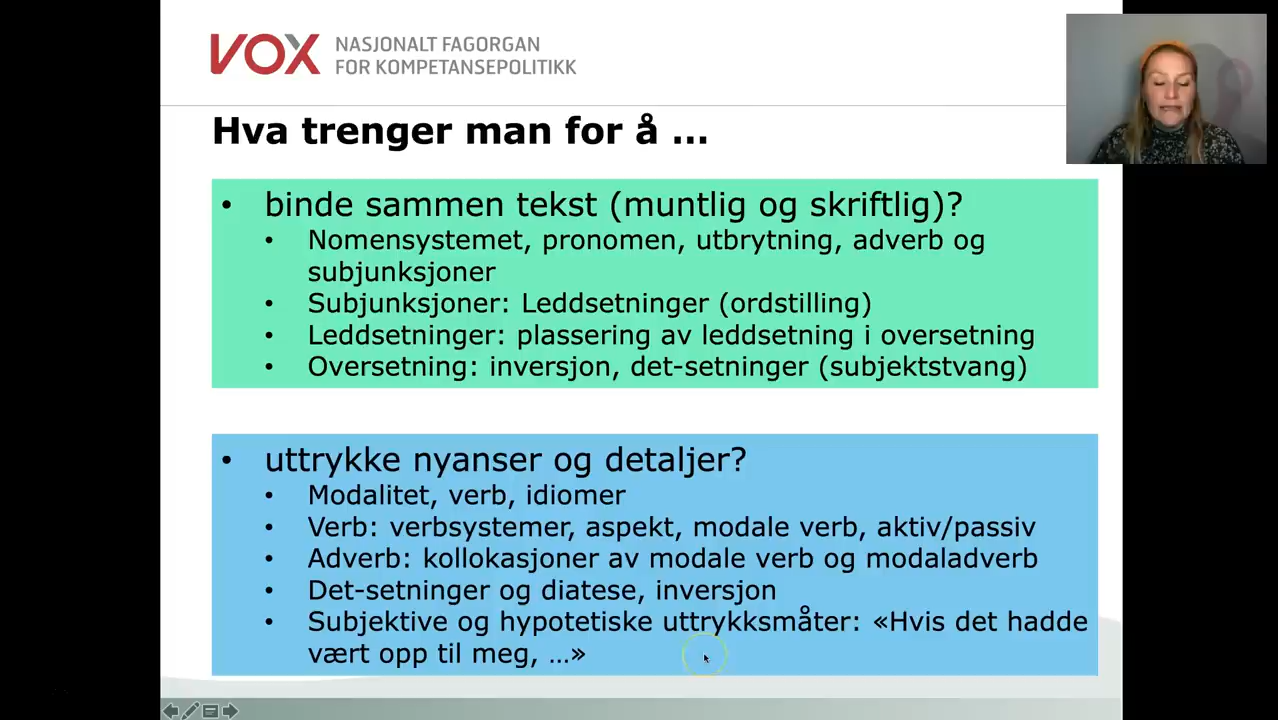 VOX NASJONALT FAGORGAN
FOR KOMPETANSEPOLITIKK
Hva trenger man for å ...
• binde sammen tekst (muntlig og skriftlig)?
• Nomensystemet, pronomen, utbrytning, adverb og
subjunksjoner
• Subjunksjoner: Leddsetninger (ordstilling)
• Leddsetninger: plassering av leddsetning i oversetning
• Oversetning: inversjon, det-setninger (subjektstvang)
• uttrykke nyanser og detaljer?
• Modalitet, verb, idiomer
• Verb: verbsystemer, aspekt, modale verb, aktiv/passiv
• Adverb: kollokasjoner av modale verb og modaladverb
• Det-setninger og diatese, inversjon
• Subjektive og hypotetiske uttrykksmåter: «Hvis det hadde
vært opp til meg, …»